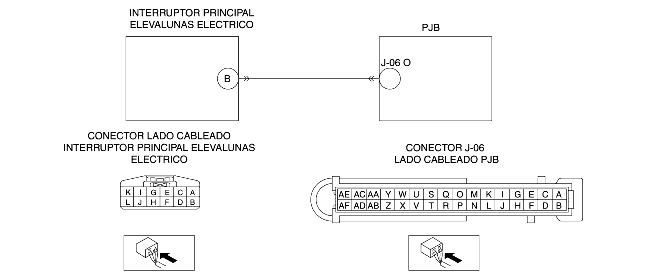 INTERRUPTOR PRINCIPAL
ELEVALUNAS ELECTRICO
PJB
B
J-06 O
CONECTOR LADO CABLEADO
INTERRUPTOR PRINCIPAL ELEVALUNAS
ELECTRICO
CONECTOR J-06
LADO CABLEADO PJB
K I G E C A
L J H F D B
AE AC AA Y W U S Q O M K I G E C A
AF AD AB Z X V T R P N L J H F D B